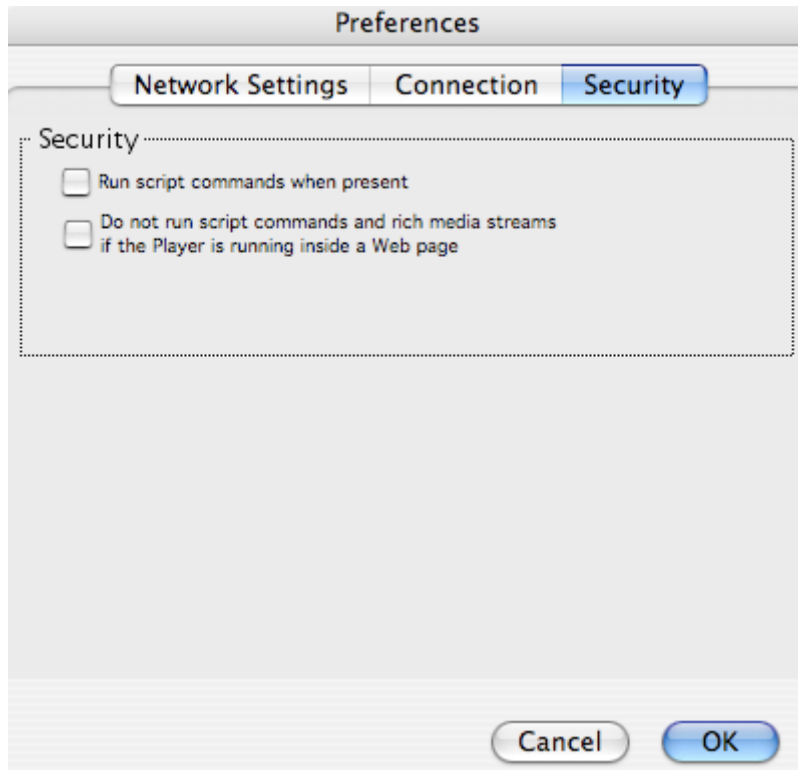 Preferences
Network Settings
Connection
Security
Security
Run script commands when present
Do not run script commands and rich media streams
if the Player is running inside a Web page
Cancel
OK